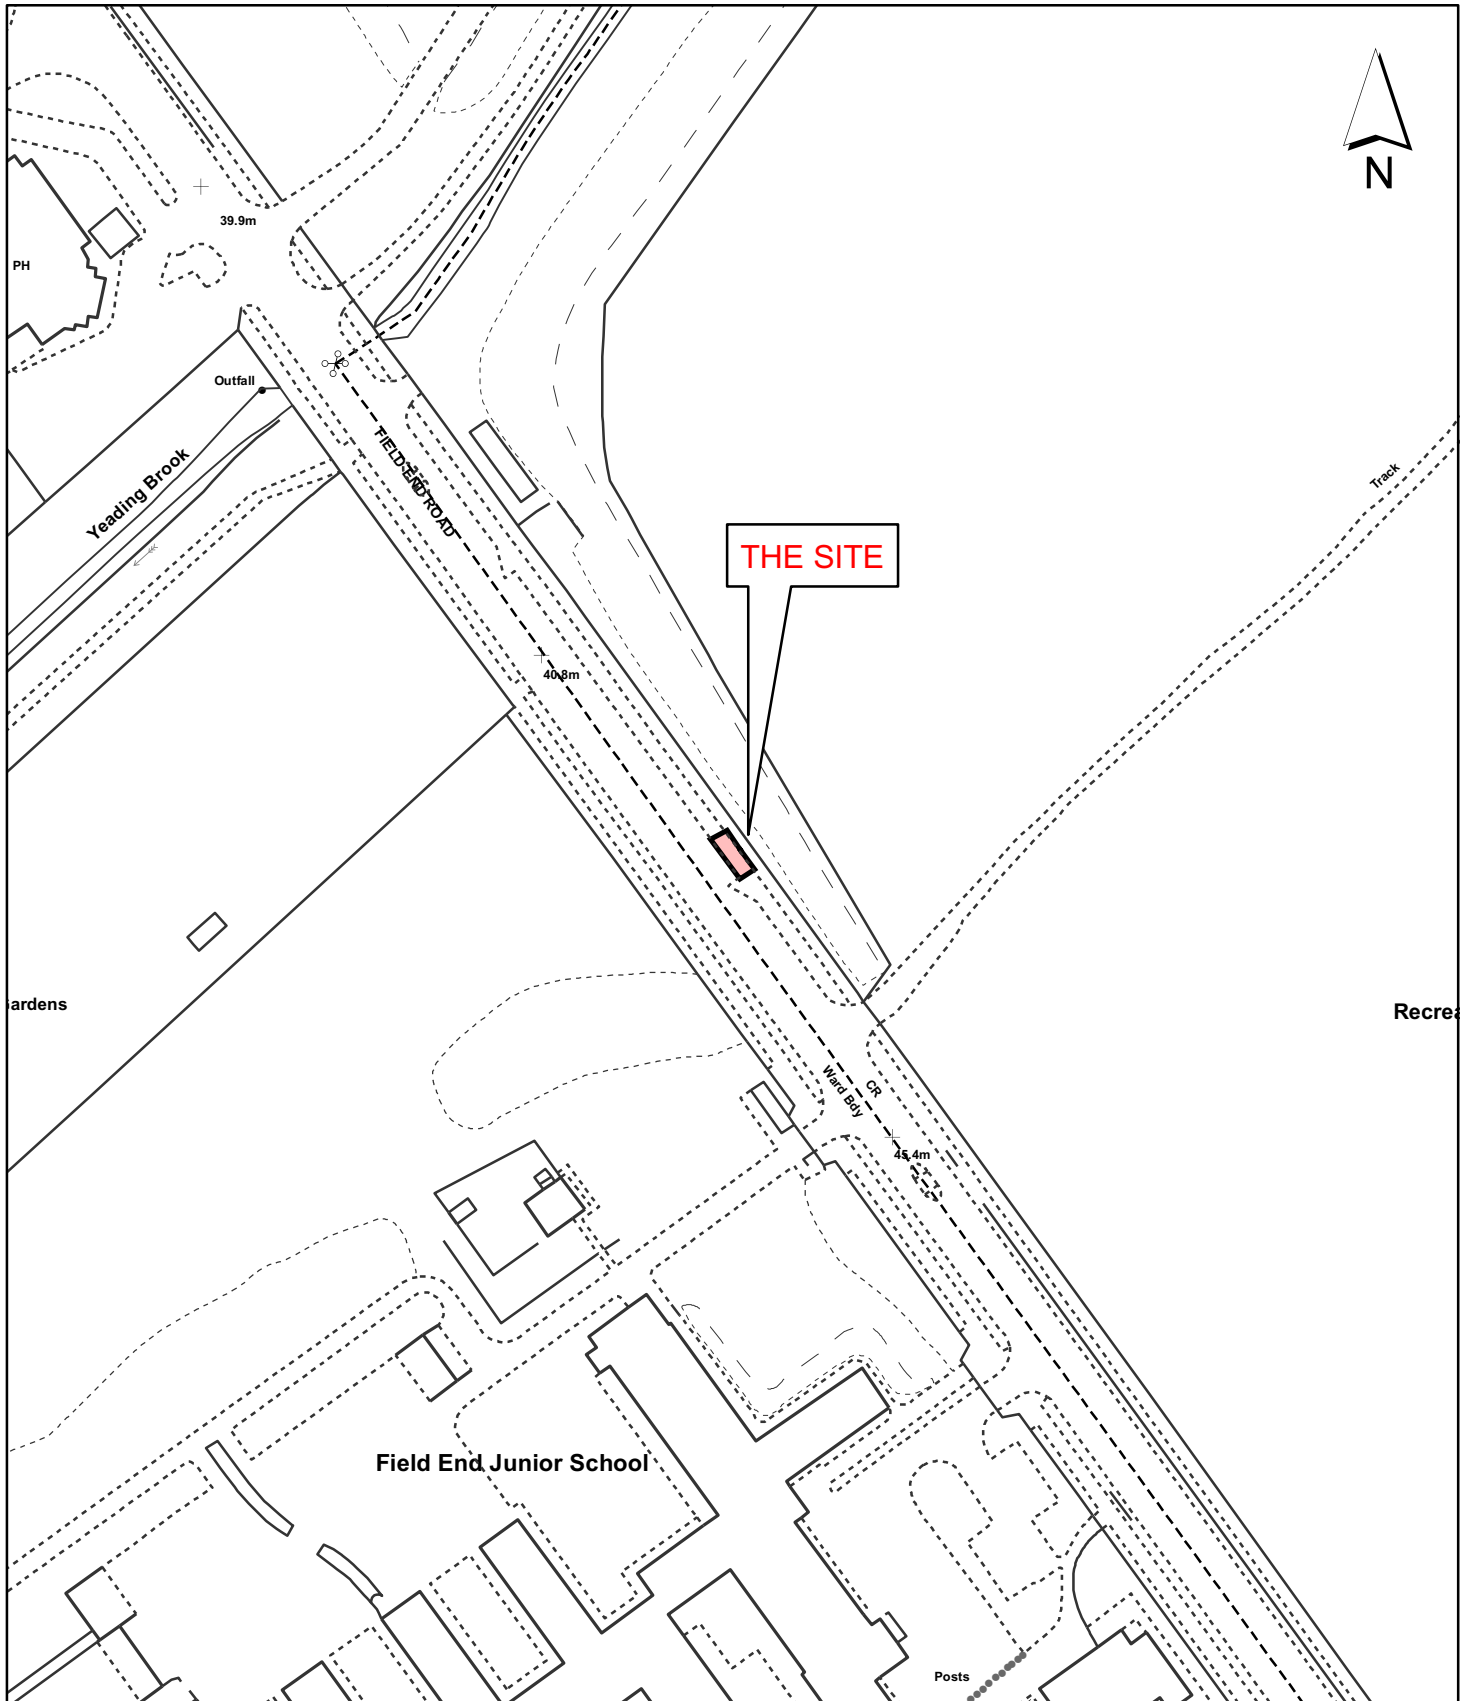 N
39.9m
PH
Outfall
Yeading Brook
FIELD END ROAD
Track
THE SITE
40.8m
ardens
Recrea
Ward Bdy
CR
45.4m
Field End Junior School
Posts